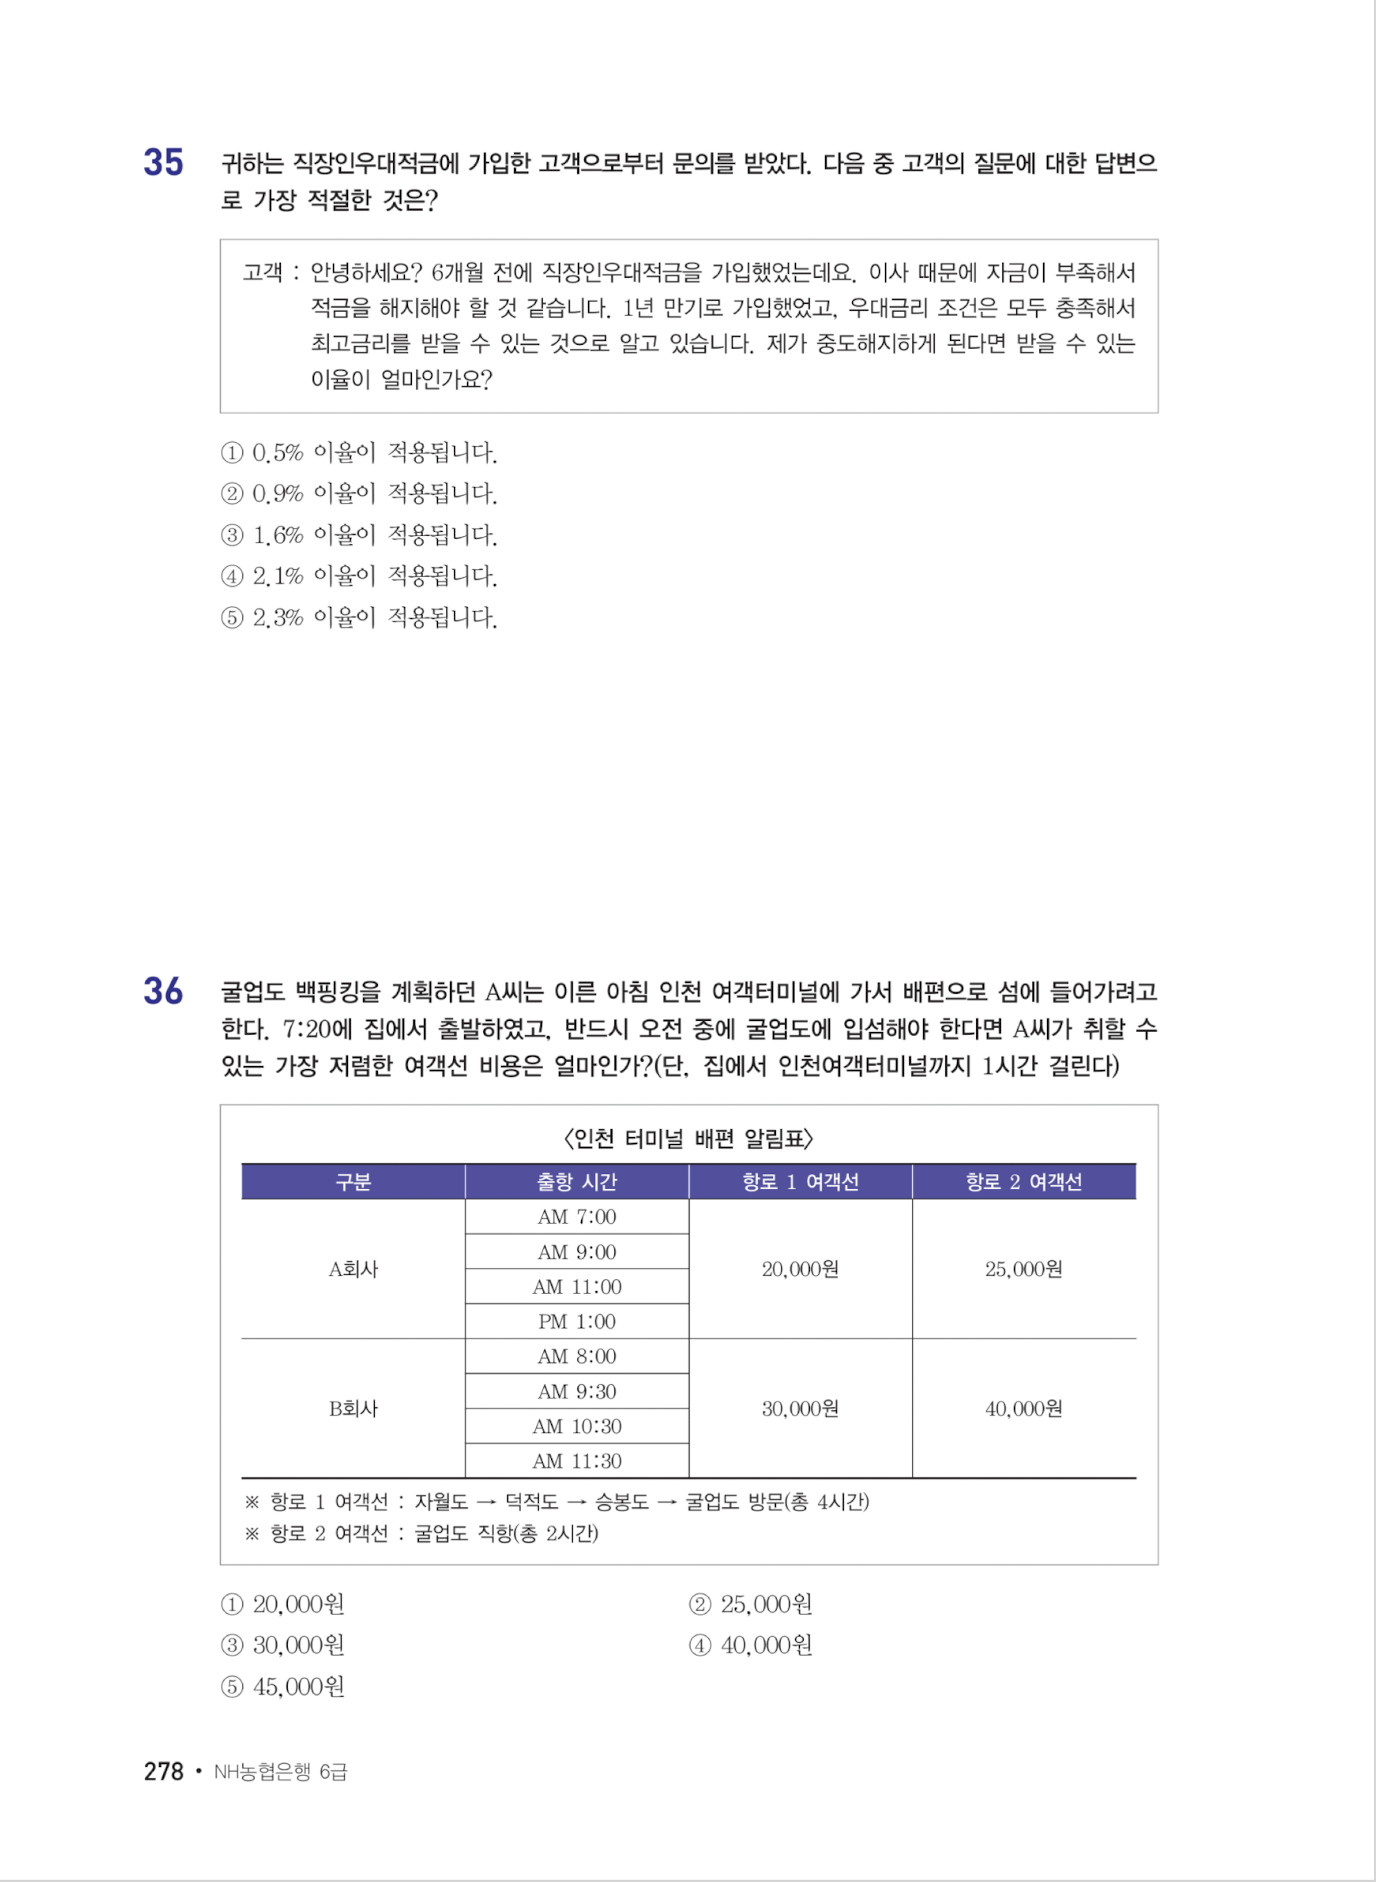 35
귀하는 직장인우대적금에 가입한 고객으로부터 문의를 받았다. 다음 중 고객의 질문에 대한 답변으
로 가장 적절한 것은?
고객 : 안녕하세요? 6개월 전에 직장인우대적금을 가입했었는데요. 이사 때문에 자금이 부족해서
적금을 해지해야 할 것 같습니다. 1년 만기로 가입했었고, 우대금리 조건은 모두 충족해서
최고금리를 받을 수 있는 것으로 알고 있습니다. 제가 중도해지하게 된다면 받을 수 있는
이율이 얼마인가요?
① 0.5% 이율이 적용됩니다.
② 0.9% 이율이 적용됩니다.
③ 1.6% 이율이 적용됩니다.
④ 2.1% 이율이 적용됩니다.
⑤ 2.3% 이율이 적용됩니다.
36
굴업도 백핑킹을 계획하던 A씨는 이른 아침 인천 여객터미널에 가서 배편으로 섬에 들어가려고
한다. 7:20에 집에서 출발하였고, 반드시 오전 중에 굴업도에 입섬해야 한다면 A씨가 취할 수
있는 가장 저렴한 여객선 비용은 얼마인가?(단, 집에서 인천여객터미널까지 1시간 걸린다)
〈인천 터미널 배편 알림표〉
구분 출항 시간 항로 1 여객선 항로 2 여객선
A회사
AM 7:00
AM 9:00
AM 11:00
PM 1:00
20,000원 25,000원
B회사
AM 8:00
AM 9:30
AM 10:30
AM 11:30
30,000원 40,000원
※ 항로 1 여객선 : 자월도 → 덕적도 → 승봉도 → 굴업도 방문(총 4시간)
※ 항로 2 여객선 : 굴업도 직항(총 2시간)
① 20,000원 ② 25,000원
③ 30,000원 ④ 40,000원
⑤ 45,000원
278 • NH농협은행 6급